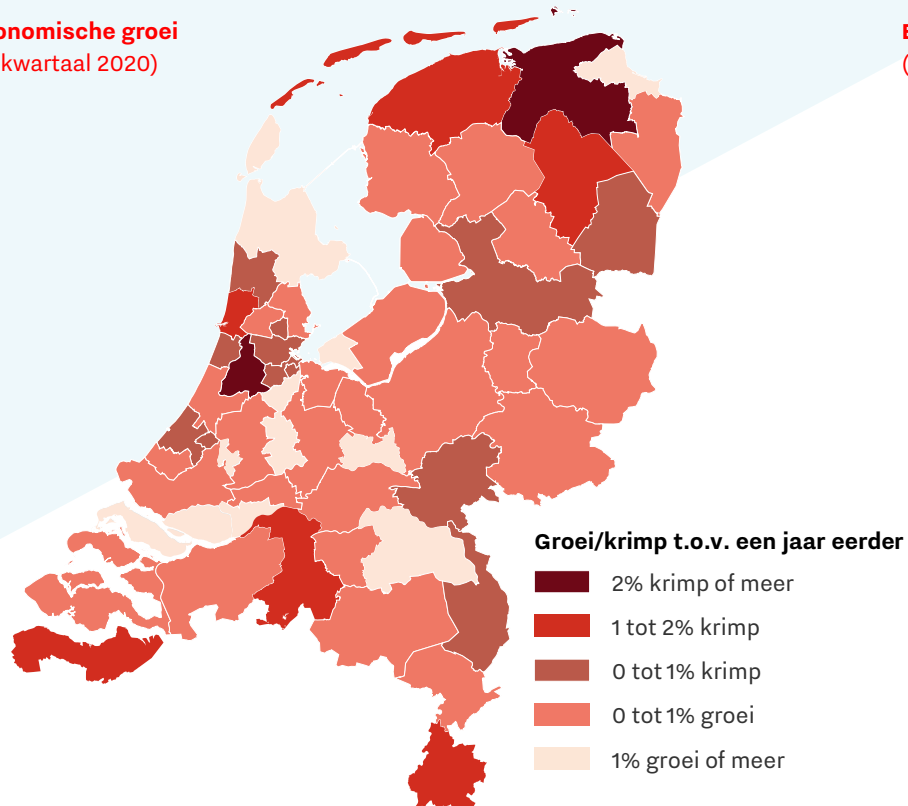 onomische groei
kwartaal 2020)
Groei/krimp t.o.v. een jaar eerder
2% krimp of meer
1 tot 2% krimp
0 tot 1% krimp
0 tot 1% groei
1% groei of meer